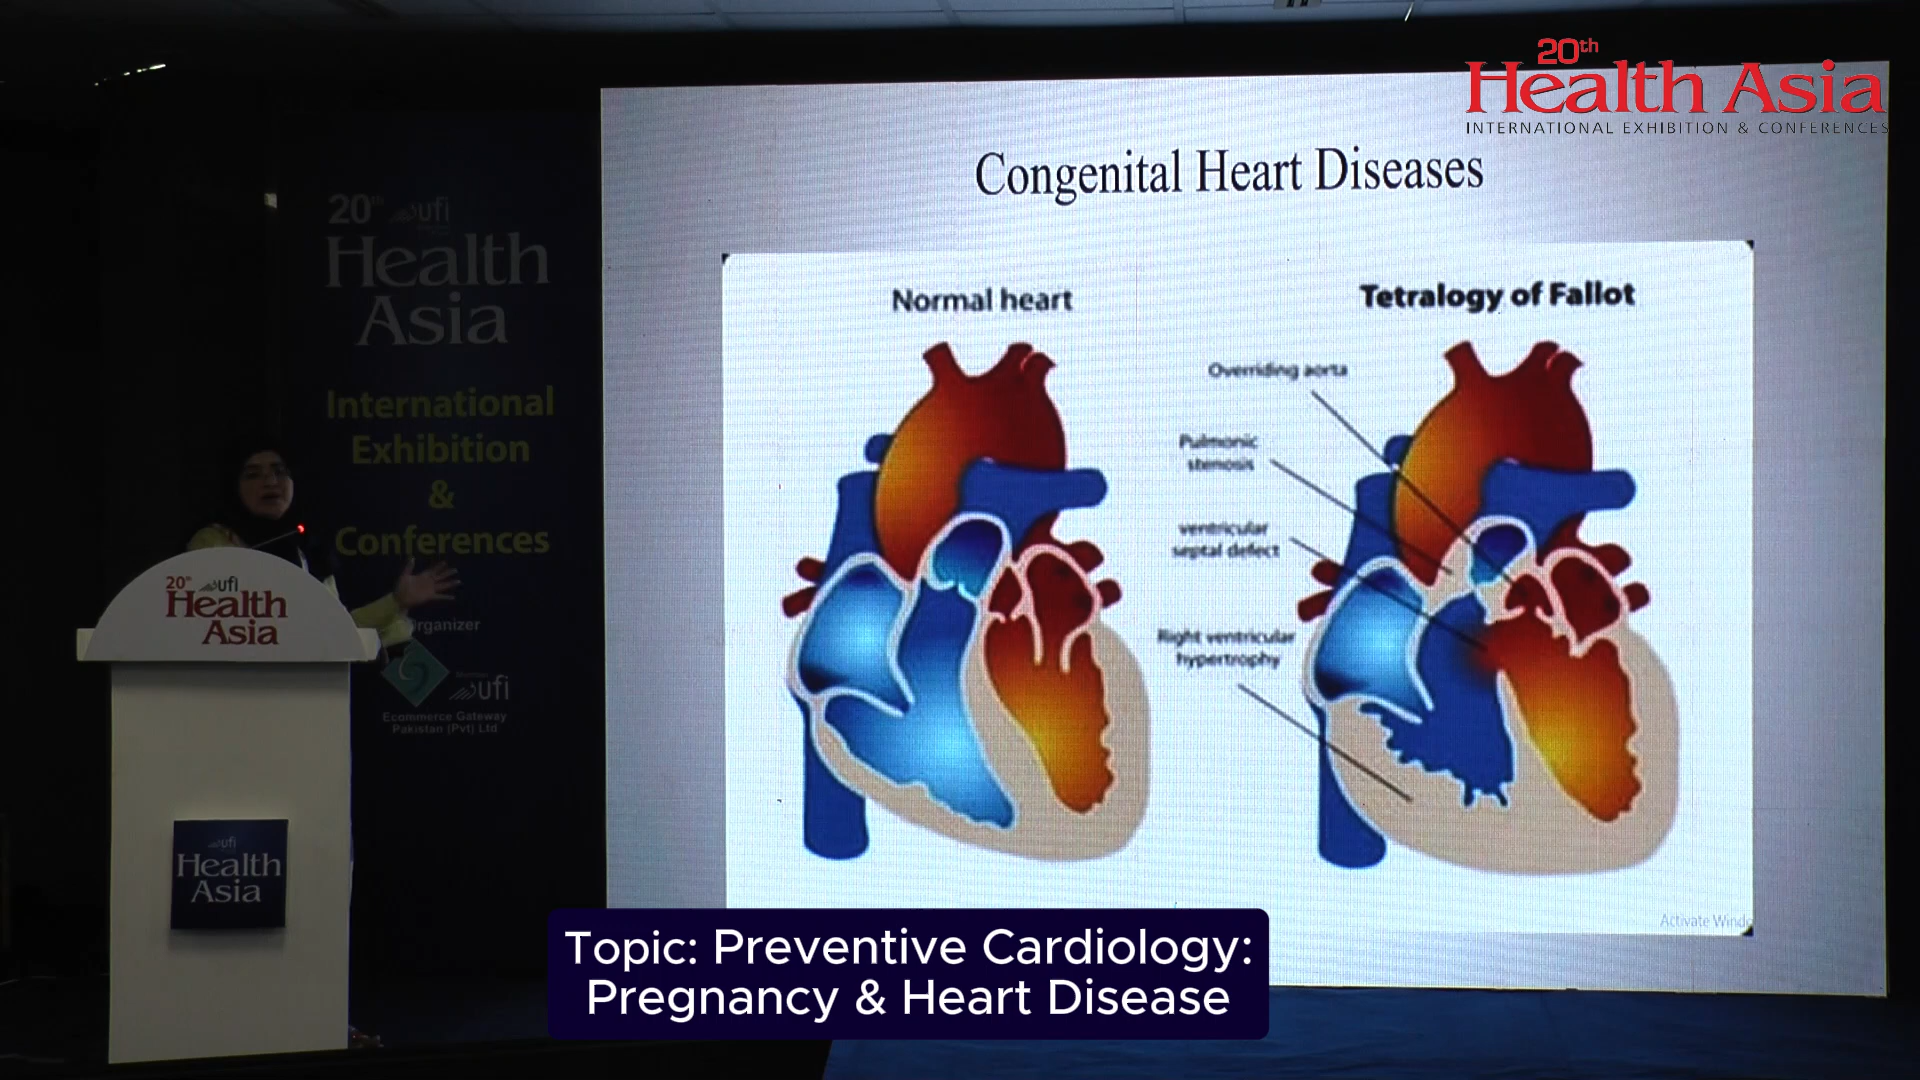 20th
Health Asia
INTERNATIONAL EXHIBITION & CONFERENCES
Congenital Heart Diseases
Normal heart
Tetralogy of Fallot
Overriding aorta
Pulmonic
stenosis
ventricular
septal defect
Right ventricular
hypertrophy
Activate Windo
20th ufi
Health
Asia
International
Exhibition
&
Conferences
Organizer
ufi
Ecommerce Gateway
Pakistan (Pvt) Ltd
20th ufi
Health
Asia
ufi
Health
Asia
Topic: Preventive Cardiology:
Pregnancy & Heart Disease